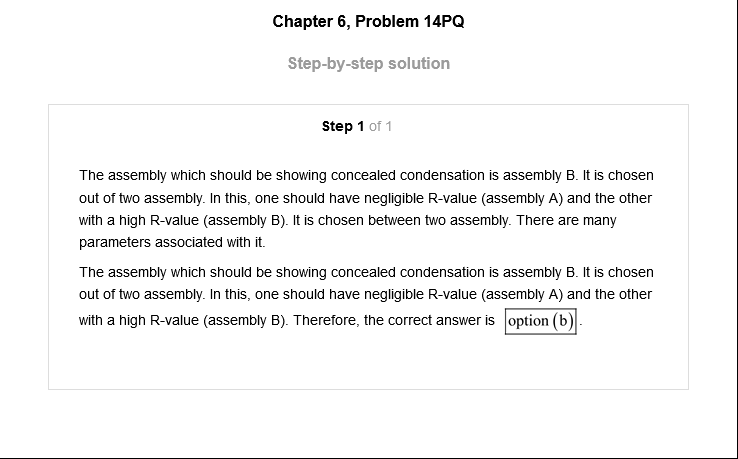 Chapter 6, Problem 14PQ
Step-by-step solution
Step 1 of 1
The assembly which should be showing concealed condensation is assembly B. It is chosen
out of two assembly. In this, one should have negligible R-value (assembly A) and the other
with a high R-value (assembly B). It is chosen between two assembly. There are many
parameters associated with it.
The assembly which should be showing concealed condensation is assembly B. It is chosen
out of two assembly. In this, one should have negligible R-value (assembly A) and the other
with a high R-value (assembly B). Therefore, the correct answer is option (b).